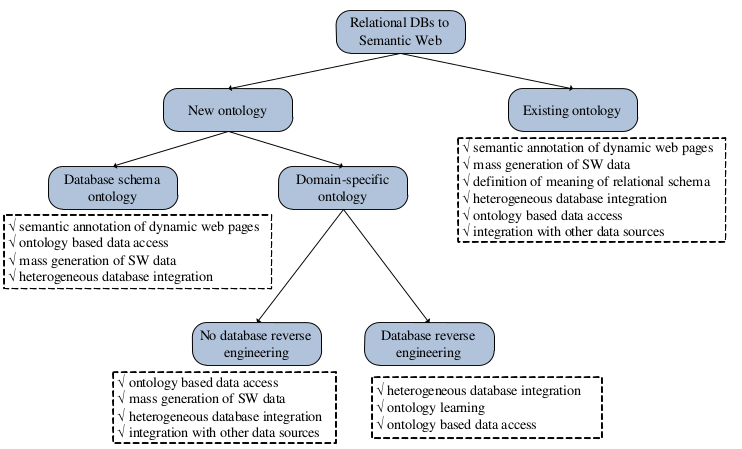 Relational DBs to
Semantic Web
New ontology
Existing ontology
√ semantic annotation of dynamic web pages
√ mass generation of SW data
√ definition of meaning of relational schema
√ heterogeneous database integration
√ ontology based data access
√ integration with other data sources
Database schema
ontology
Domain-specific
ontology
√ semantic annotation of dynamic web pages
√ ontology based data access
√ mass generation of SW data
√ heterogeneous database integration
No database reverse
engineering
Database reverse
engineering
√ ontology based data access
√ mass generation of SW data
√ heterogeneous database integration
√ integration with other data sources
√ heterogeneous database integration
√ ontology learning
√ ontology based data access